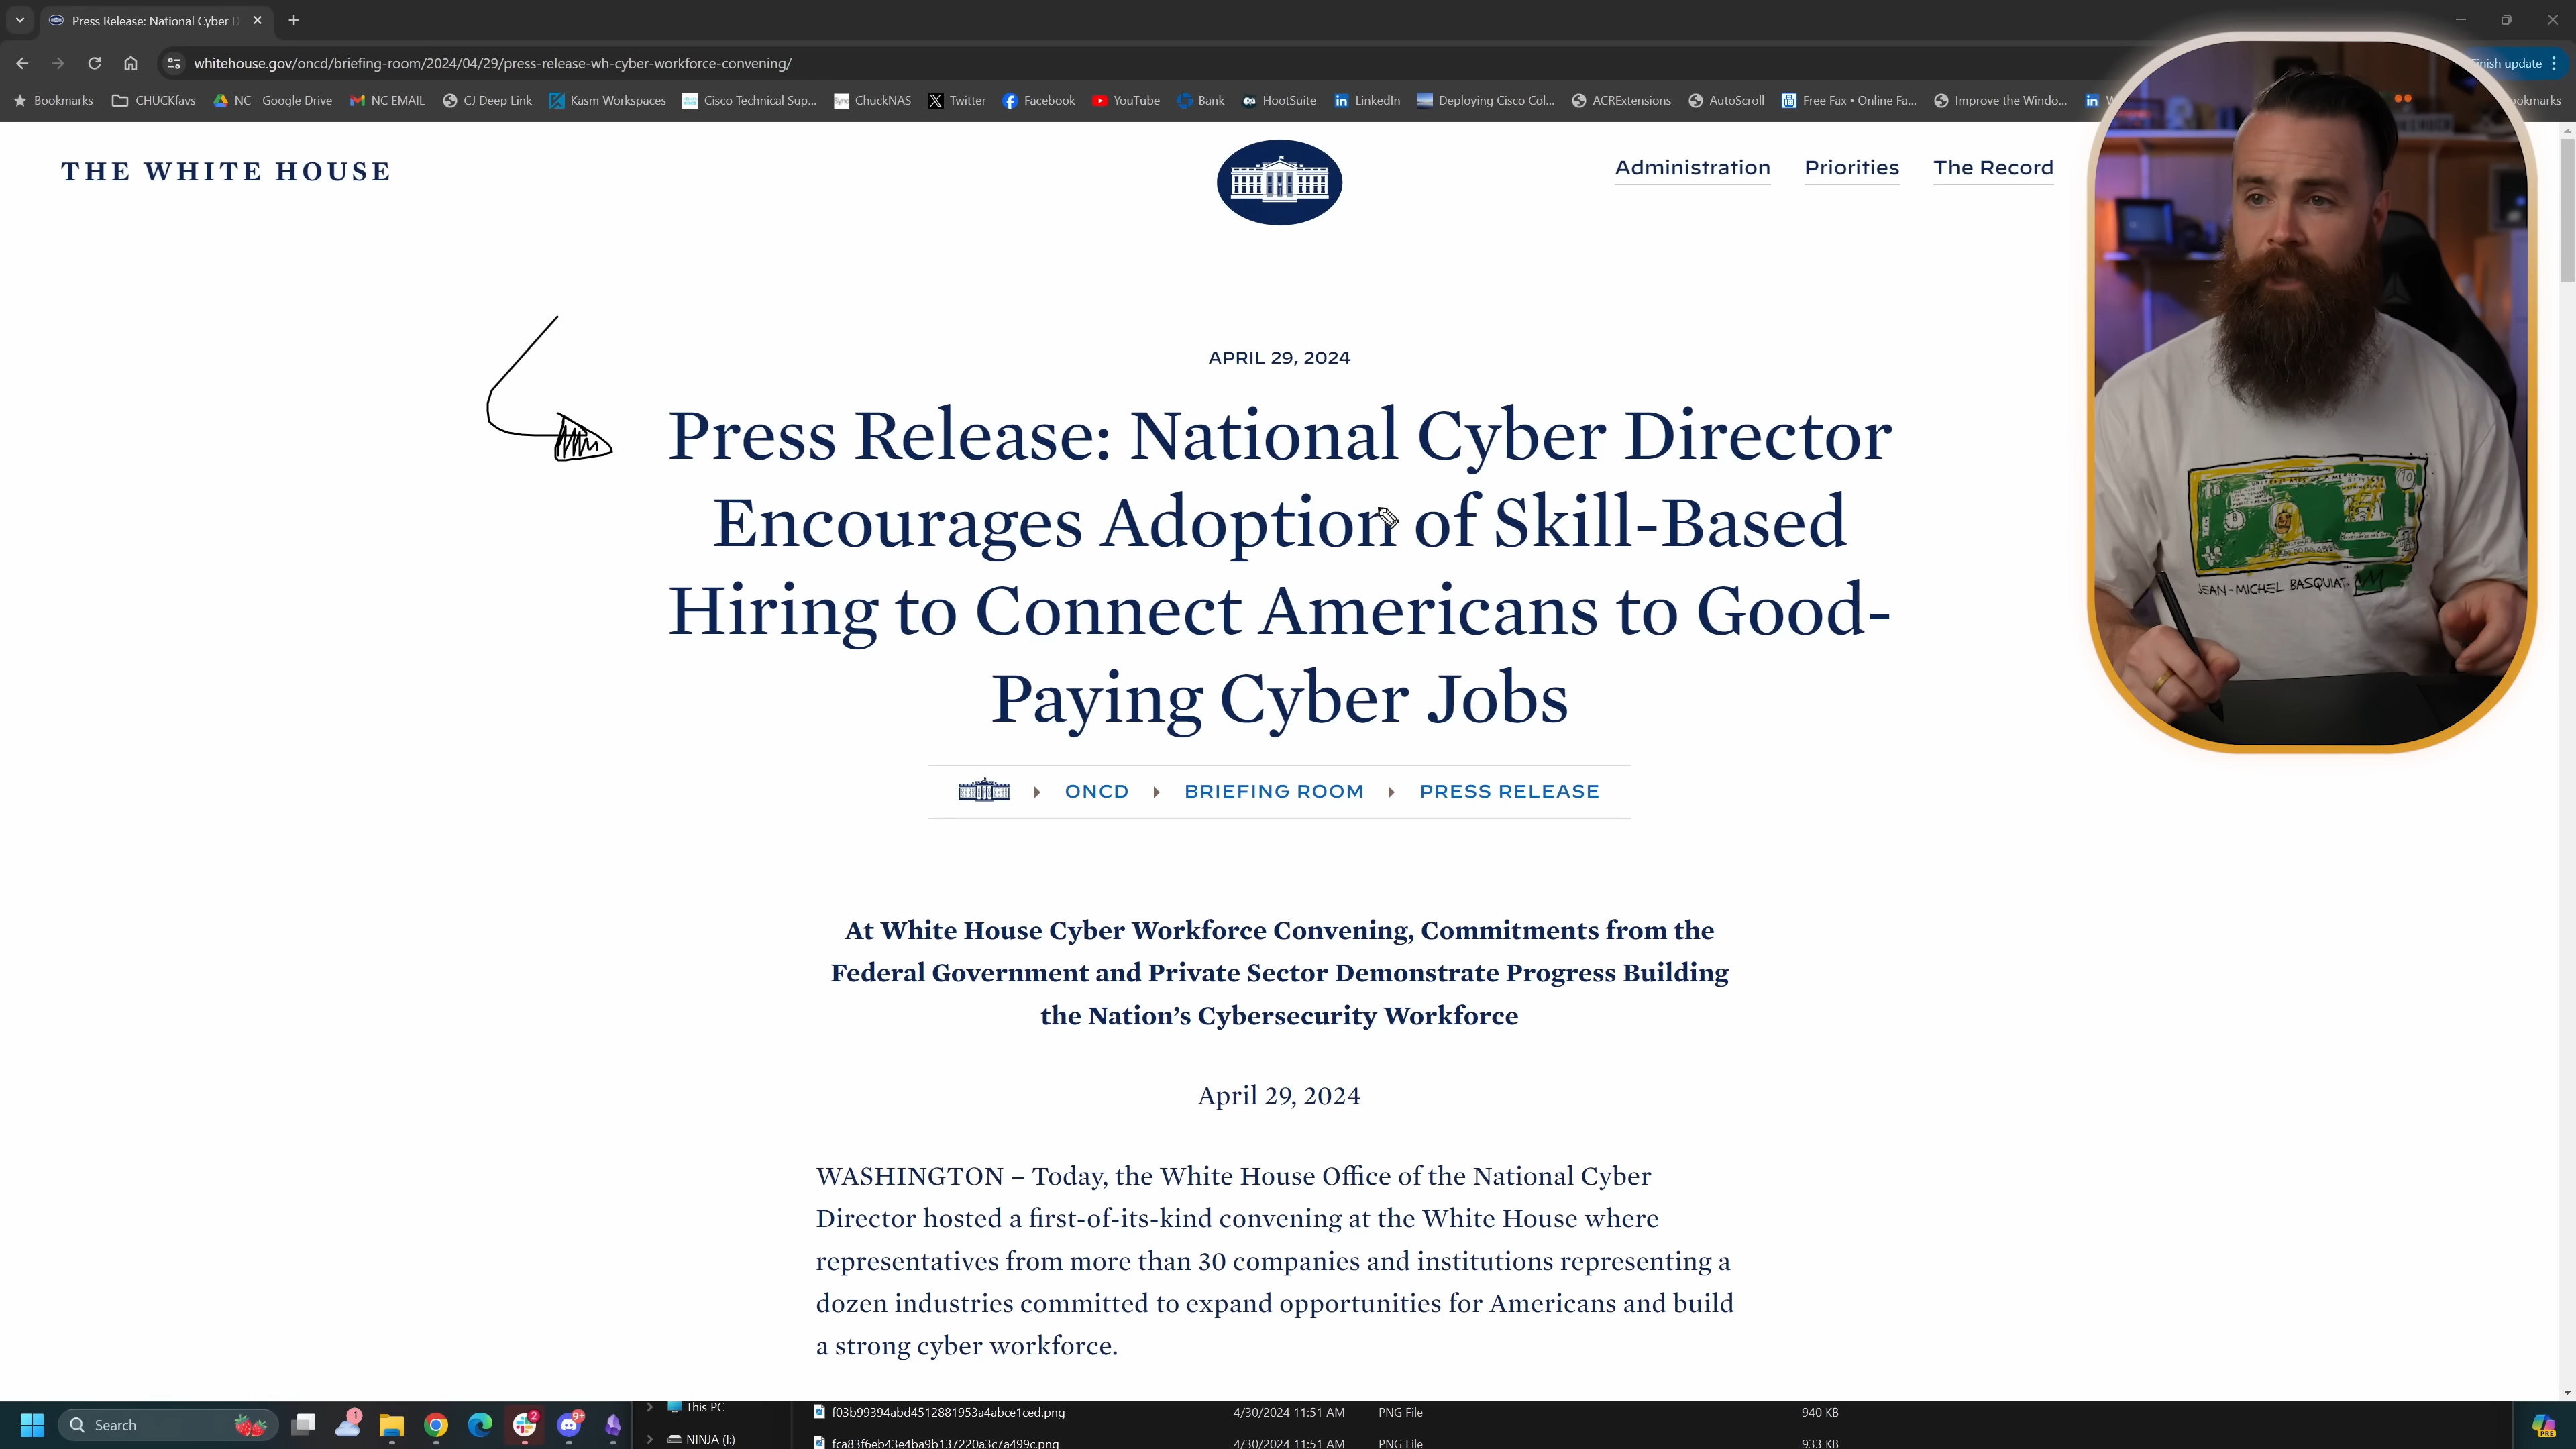 Press Release: National Cyber D
whitehouse.gov/oncd/briefing-room/2024/04/29/press-release-wh-cyber-workforce-convening/
Finish update
Bookmarks
CHUCKfavs
NC - Google Drive
NC EMAIL
CJ Deep Link
Kasm Workspaces
Cisco Technical Sup...
ChuckNAS
Twitter
Facebook
YouTube
Bank
HootSuite
LinkedIn
Deploying Cisco Col...
ACRExtensions
AutoScroll
Free Fax • Online Fa...
Improve the Windo...
THE WHITE HOUSE
Administration
Priorities
The Record
APRIL 29, 2024
Press Release: National Cyber Director
Encourages Adoption of Skill-Based
Hiring to Connect Americans to Good-
Paying Cyber Jobs
JEAN-MICHEL BASQUIAT
ONCD
BRIEFING ROOM
PRESS RELEASE
At White House Cyber Workforce Convening, Commitments from the
Federal Government and Private Sector Demonstrate Progress Building
the Nation’s Cybersecurity Workforce
April 29, 2024
WASHINGTON – Today, the White House Office of the National Cyber
Director hosted a first-of-its-kind convening at the White House where
representatives from more than 30 companies and institutions representing a
dozen industries committed to expand opportunities for Americans and build
a strong cyber workforce.
Search
1
2
9+
This PC
NINJA (I:)
f03b99394abd4512881953a4abce1ced.png 4/30/2024 11:51 AM PNG File 940 KB
fca83f6eb43e4ba9b137220a3c7a499c.png 4/30/2024 11:51 AM PNG File 933 KB
PRE